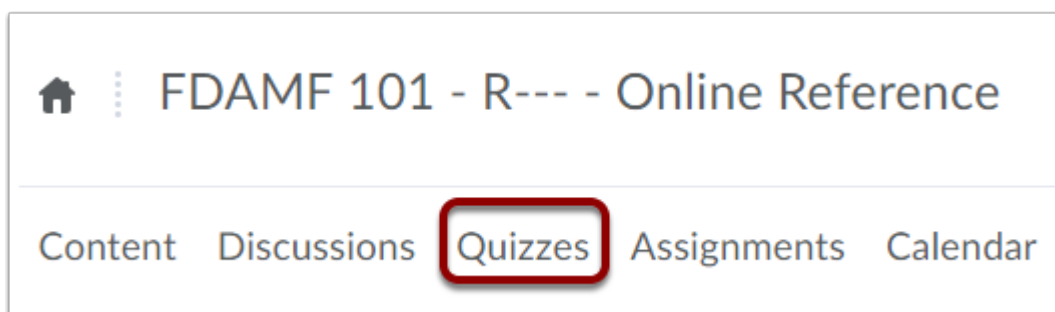 FDAMF 101 - R--- - Online Reference
Content Discussions Quizzes Assignments Calendar